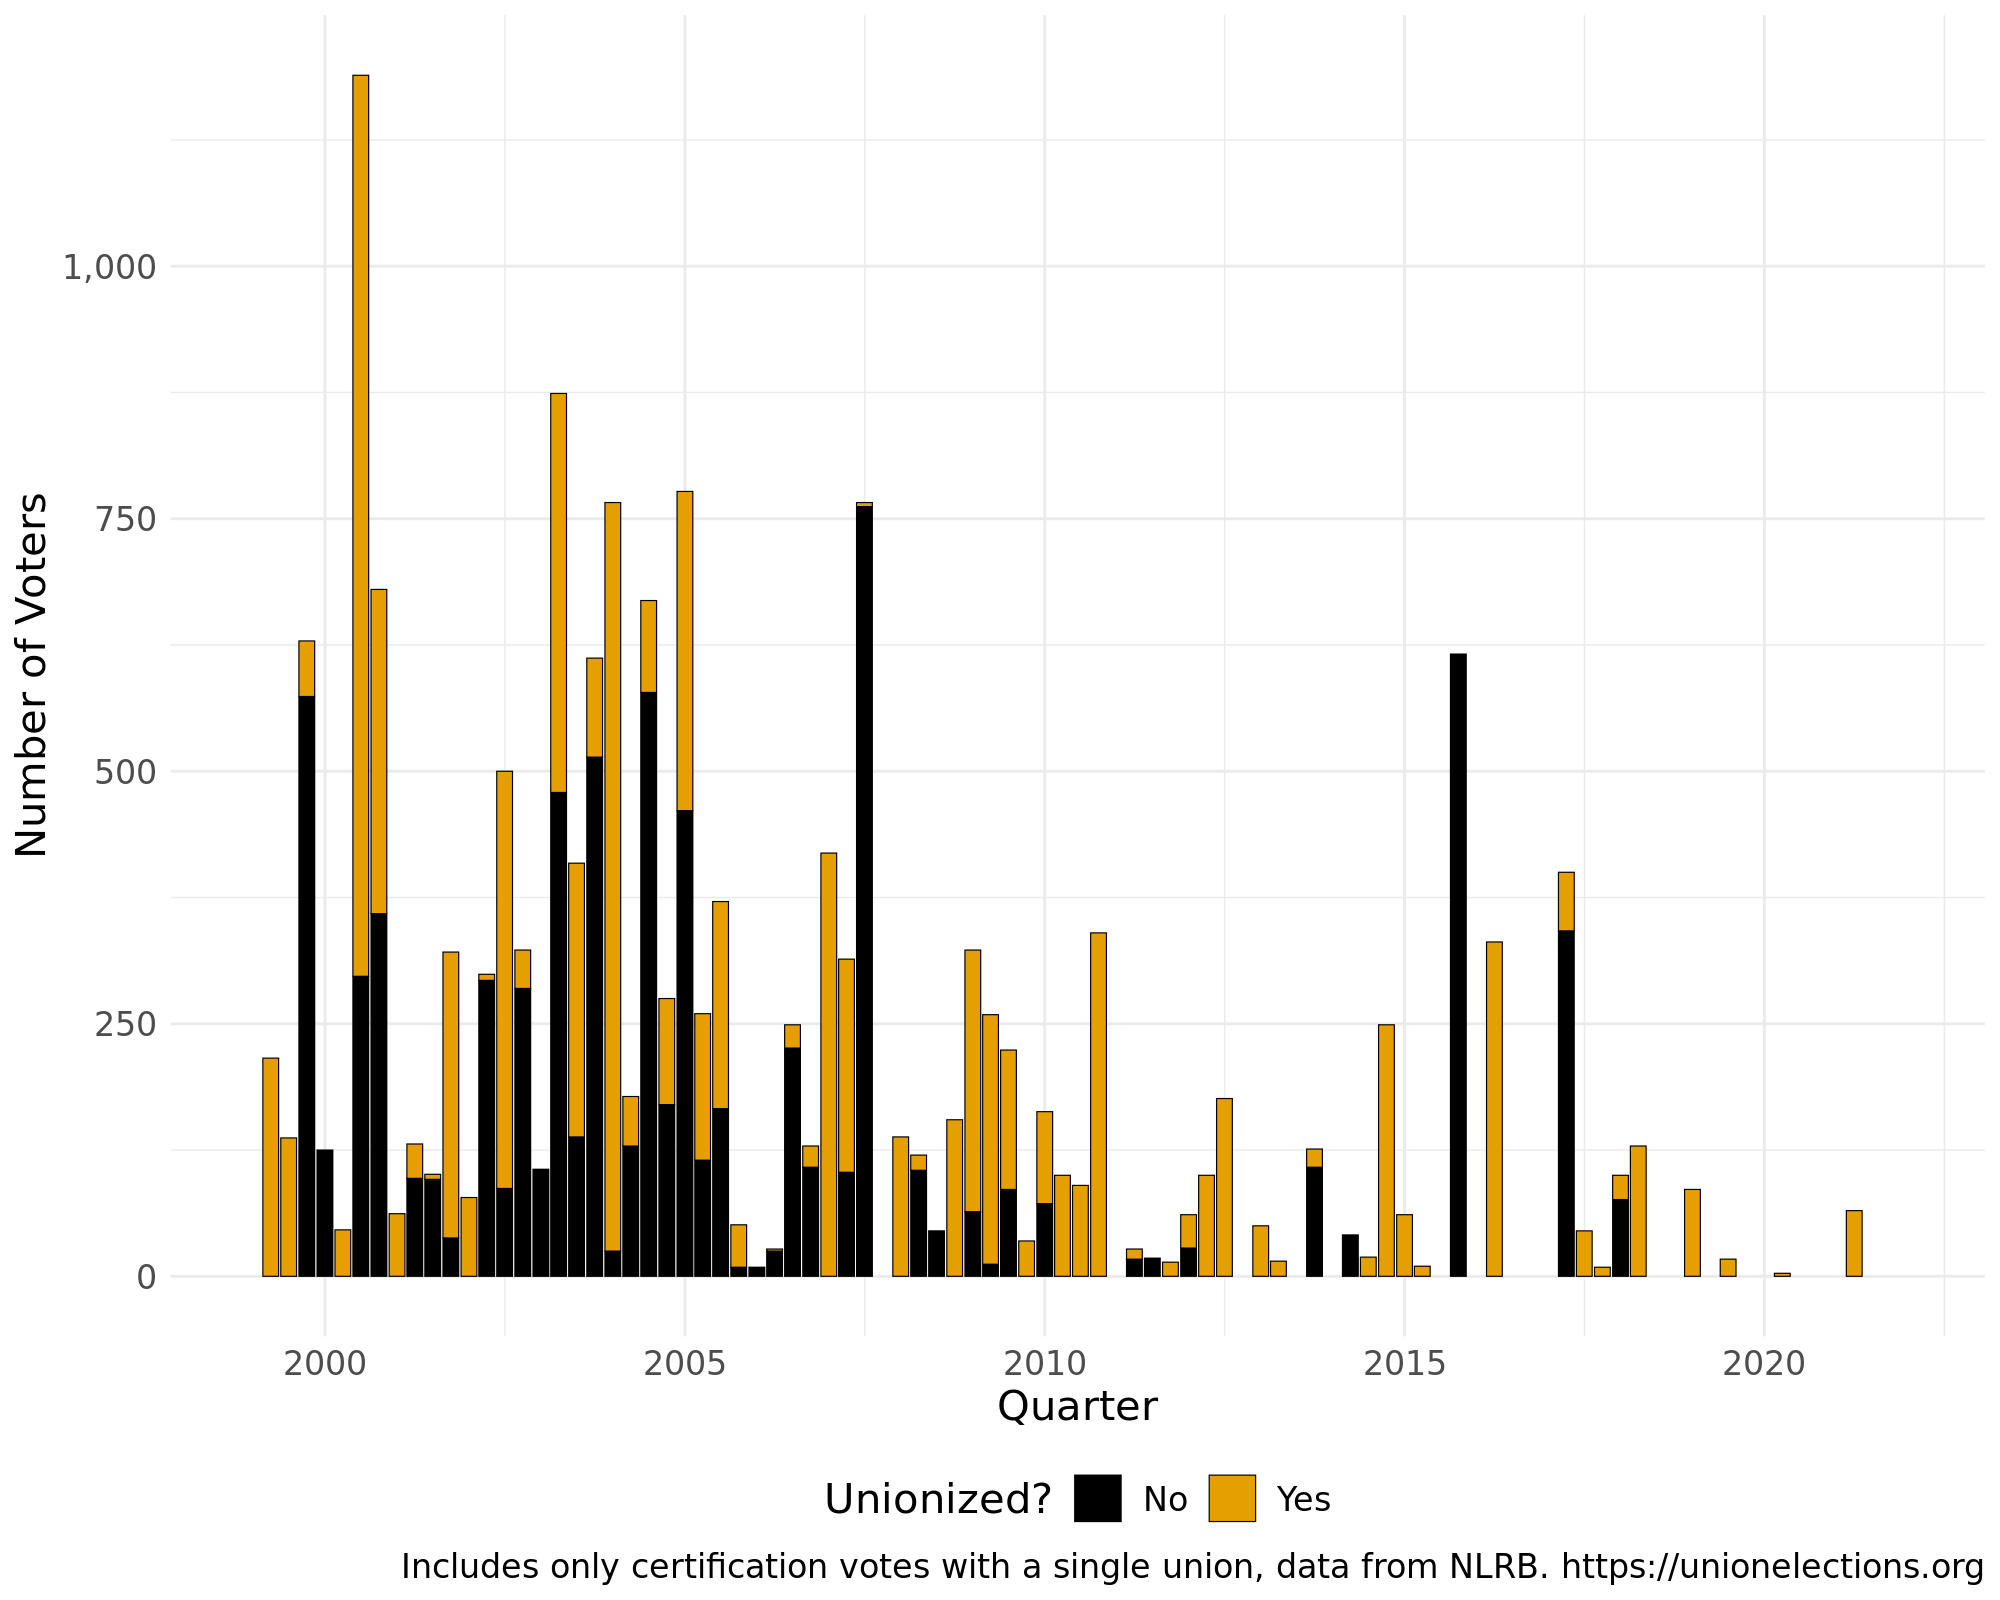 Number of Voters
1,000
750
500
250
0
2000 2005 2010 2015 2020
Quarter
Unionized? No Yes
Includes only certification votes with a single union, data from NLRB. https://unionelections.org